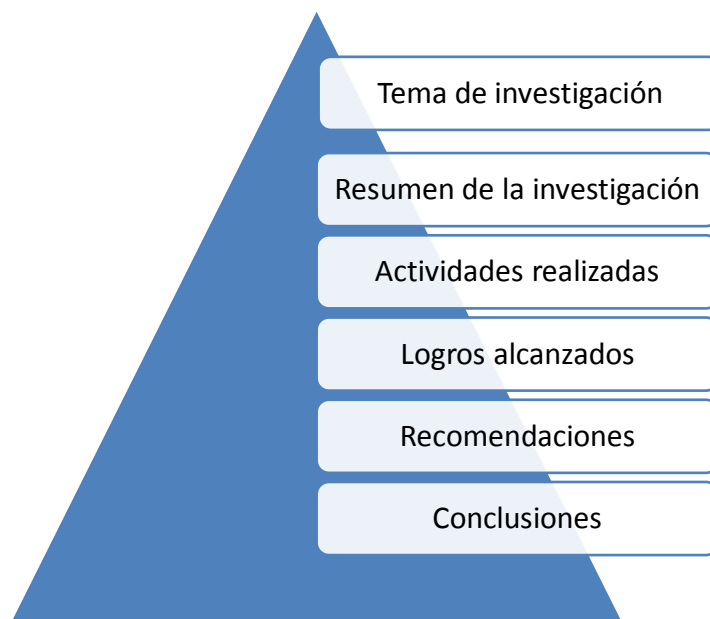 Tema de investigación
Resumen de la investigación
Actividades realizadas
Logros alcanzados
Recomendaciones
Conclusiones